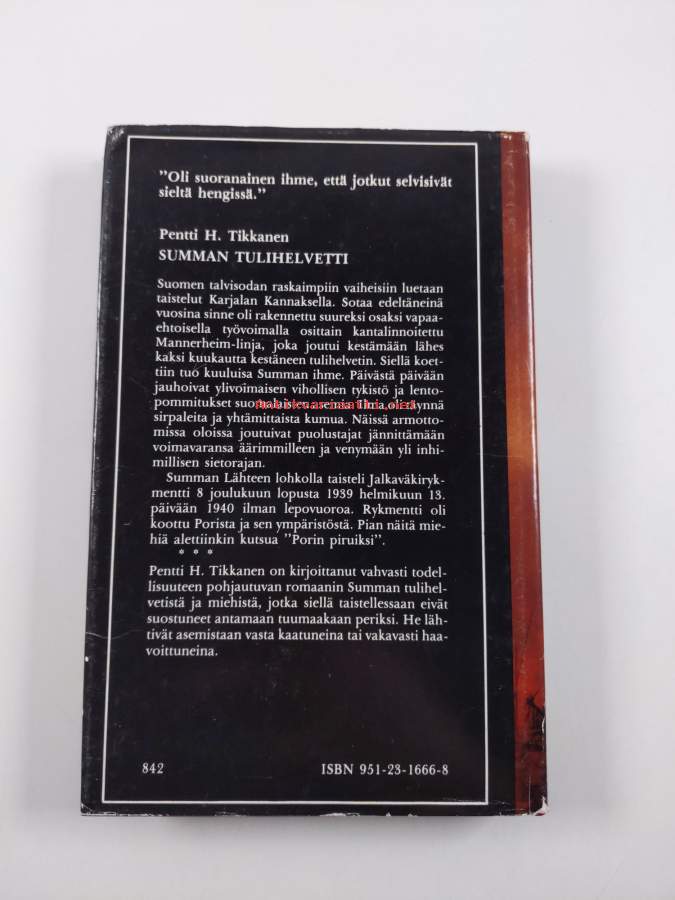 "Oli suoranainen ihme, että jotkut selvisivät
sieltä hengissä."
Pentti H. Tikkanen
SUMMAN TULIHELVETTI
Suomen talvisodan raskaimpiin vaiheisiin luetaan
taistelut Karjalan Kannaksella. Sotaa edeltäneinä
vuosina sinne oli rakennettu suureksi osaksi vapaa-
ehtoisella työvoimalla osittain kantalinnoitettu
Mannerheim-linja, joka joutui kestämään lähes
kaksi kuukautta kestäneen tulihelvetin. Siellä koet-
tiin tuo kuuluisa Summan ihme. Päivästä päivään
jauhoivat ylivoimaisen vihollisen tykistö ja lento-
pommitukset suomalaisten asemia. Ilma oli täynnä
sirpaleita ja yhtämittaista kumua. Näissä armotto-
missa oloissa joutuivat puolustajat jännittämään
voimavaransa äärimmilleen ja venymään yli inhi-
millisen sietorajan.
Summan Lähteen lohkolla taisteli Jalkaväkiryk-
mentti 8 joulukuun lopusta 1939 helmikuun 13.
päivään 1940 ilman lepovuoroa. Rykmentti oli
koottu Porista ja sen ympäristöstä. Pian näitä mie-
hiä alettiinkin kutsua "Porin piruiksi".
* * *
Pentti H. Tikkanen on kirjoittanut vahvasti todel-
lisuuteen pohjautuvan romaanin Summan tulihel-
vetistä ja miehistä, jotka siellä taistellessaan eivät
suostuneet antamaan tuumaakaan periksi. He läh-
tivät asemistaan vasta kaatuneina tai vakavasti haa-
voittuneina.
842 ISBN 951-23-1666-8